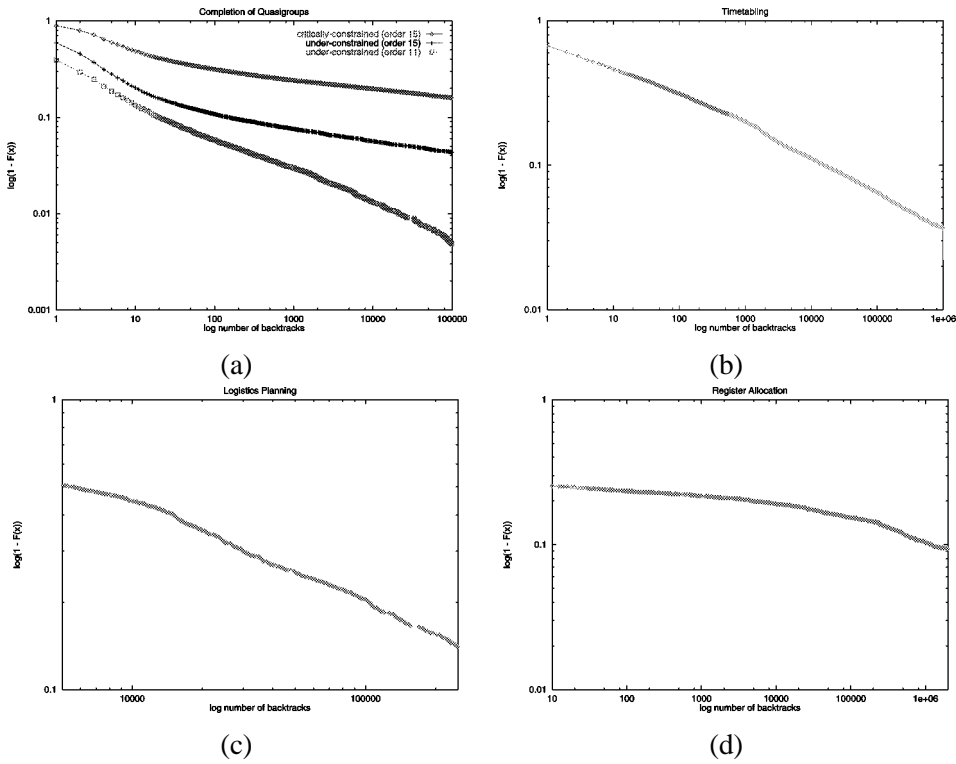 Completion of Quasigroups
critically-constrained (order 15)
under-constrained (order 15)
under-constrained (order 11)
log(1 - F(x))
1
0.1
0.01
0.001
1
10
100
1000
10000
100000
log number of backtracks
(a)
Timetabling
log(1 - F(x))
1
0.1
0.01
1
10
100
1000
10000
100000
1e+06
log number of backtracks
(b)
Logistics Planning
log(1 - F(x))
1
0.1
10000
100000
log number of backtracks
(c)
Register Allocation
log(1 - F(x))
1
0.1
0.01
10
100
1000
10000
100000
1e+06
log number of backtracks
(d)